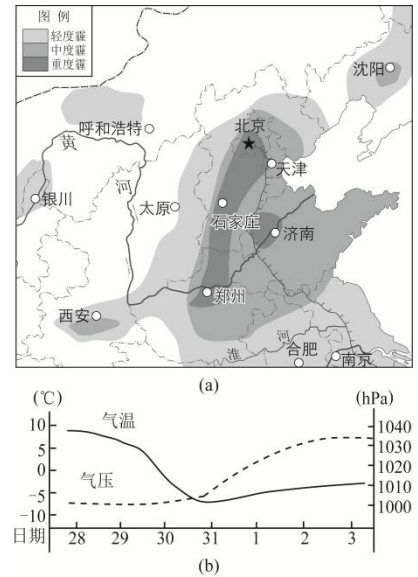 图 例
轻度霾
中度霾
重度霾
沈阳
呼和浩特
北京
黄
河
天津
银川
太原
石家庄
济南
郑州
西安
淮
河
合肥
南京
(a)
(℃)
(hPa)
气温
气压
10
5
0
-5
-10
1040
1030
1020
1010
1000
日期
28 29 30 31 1 2 3
(b)